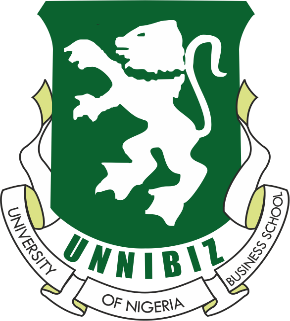 UNNIBIZ
UNIVERSITY
OF NIGERIA
BUSINESS SCHOOL